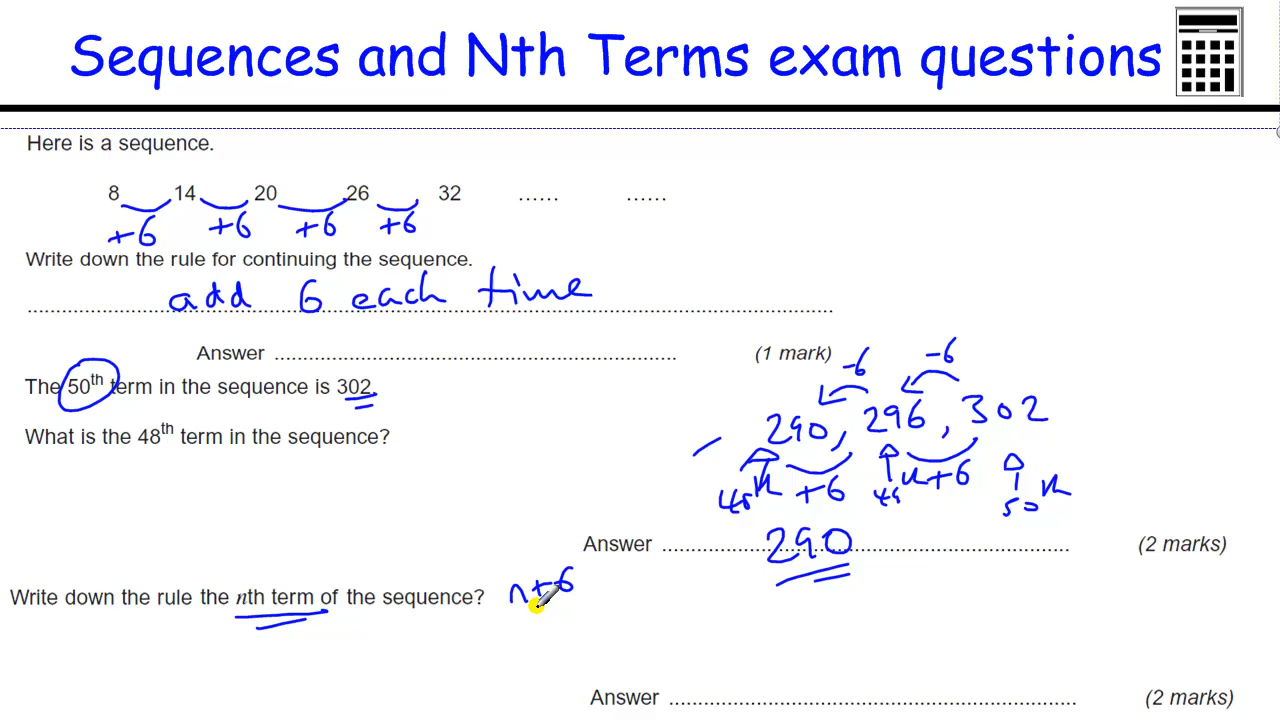 Sequences and Nth Terms exam questions
Here is a sequence.
8 14 20 26 32 ...... ......
+6 +6 +6 +6
Write down the rule for continuing the sequence.
add 6 each time
Answer ............ (1 mark)
-6 -6
The 50th term in the sequence is 302.
290, 296, 302
What is the 48th term in the sequence?
48th +6 49th +6 50th
Answer ............ 290 ............ (2 marks)
Write down the rule the nth term of the sequence? n+6
Answer ............ (2 marks)